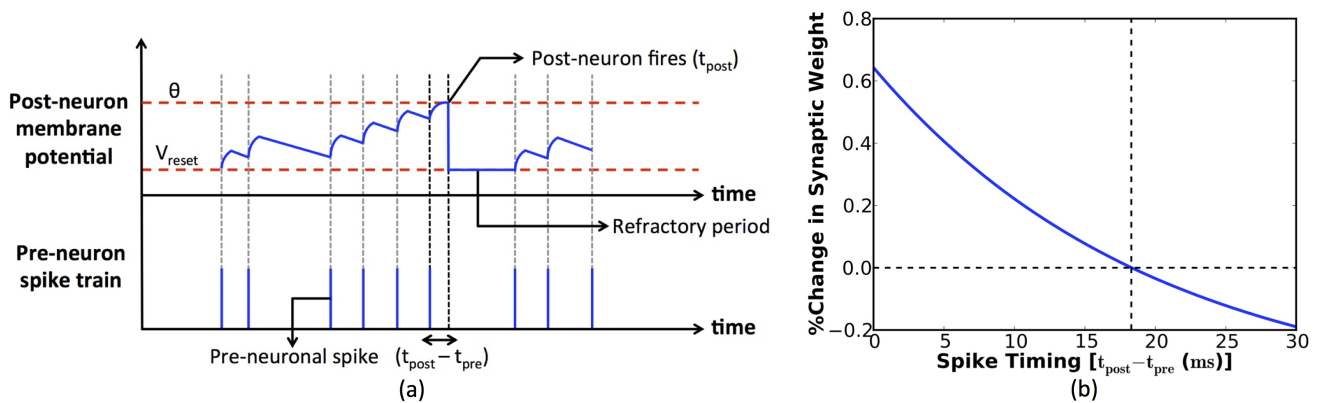 Post-neuron
membrane
potential
θ
V_reset
Post-neuron fires (t_post)
time
Refractory period
Pre-neuron
spike train
time
Pre-neuronal spike
(t_post − t_pre)
(a)
%Change in Synaptic Weight
0.8
0.6
0.4
0.2
0.0
−0.2
0 5 10 15 20 25 30
Spike Timing [t_post−t_pre (ms)]
(b)